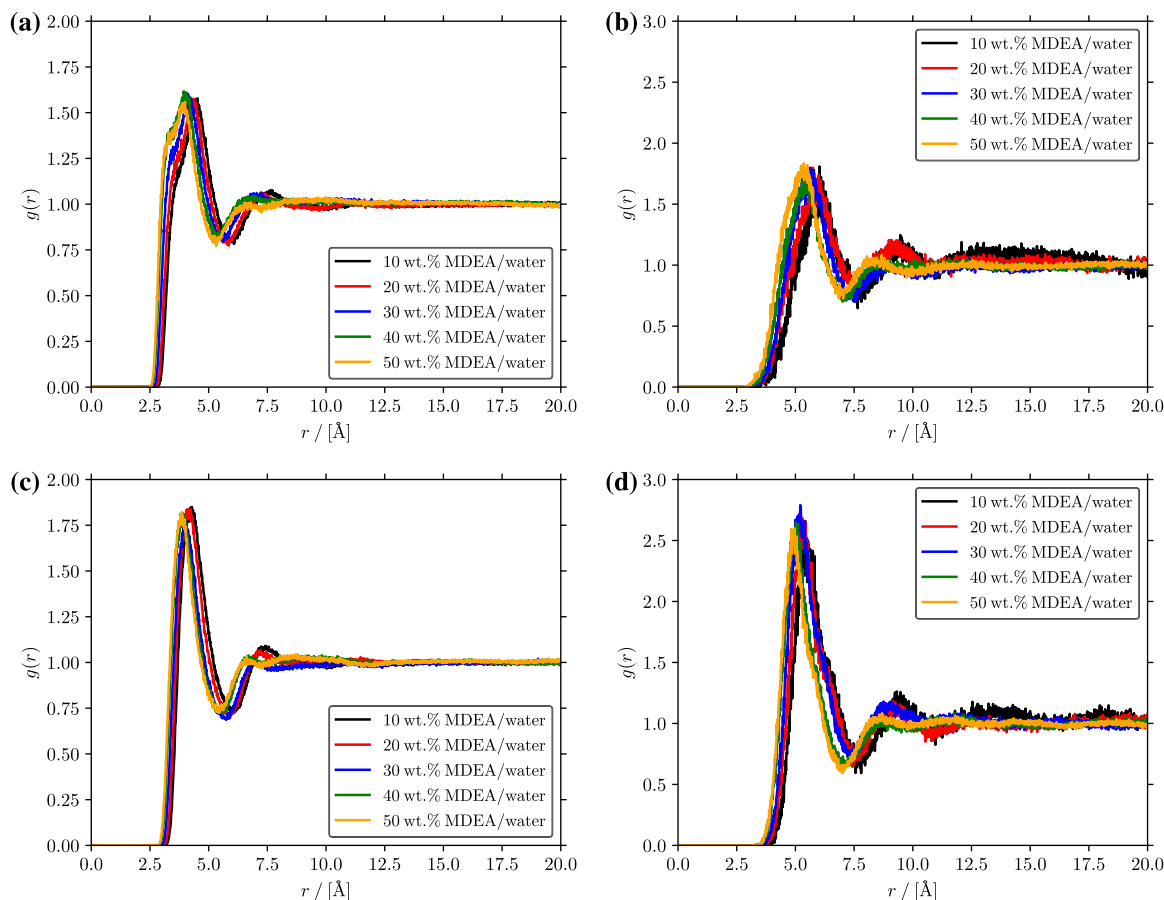 (a)
2.00
1.75
1.50
1.25
1.00
0.75
0.50
0.25
0.00
g(r)
10 wt.% MDEA/water
20 wt.% MDEA/water
30 wt.% MDEA/water
40 wt.% MDEA/water
50 wt.% MDEA/water
0.0 2.5 5.0 7.5 10.0 12.5 15.0 17.5 20.0
r / [Å]
(b)
3.0
2.5
2.0
1.5
1.0
0.5
0.0
g(r)
10 wt.% MDEA/water
20 wt.% MDEA/water
30 wt.% MDEA/water
40 wt.% MDEA/water
50 wt.% MDEA/water
0.0 2.5 5.0 7.5 10.0 12.5 15.0 17.5 20.0
r / [Å]
(c)
2.00
1.75
1.50
1.25
1.00
0.75
0.50
0.25
0.00
g(r)
10 wt.% MDEA/water
20 wt.% MDEA/water
30 wt.% MDEA/water
40 wt.% MDEA/water
50 wt.% MDEA/water
0.0 2.5 5.0 7.5 10.0 12.5 15.0 17.5 20.0
r / [Å]
(d)
3.0
2.5
2.0
1.5
1.0
0.5
0.0
g(r)
10 wt.% MDEA/water
20 wt.% MDEA/water
30 wt.% MDEA/water
40 wt.% MDEA/water
50 wt.% MDEA/water
0.0 2.5 5.0 7.5 10.0 12.5 15.0 17.5 20.0
r / [Å]